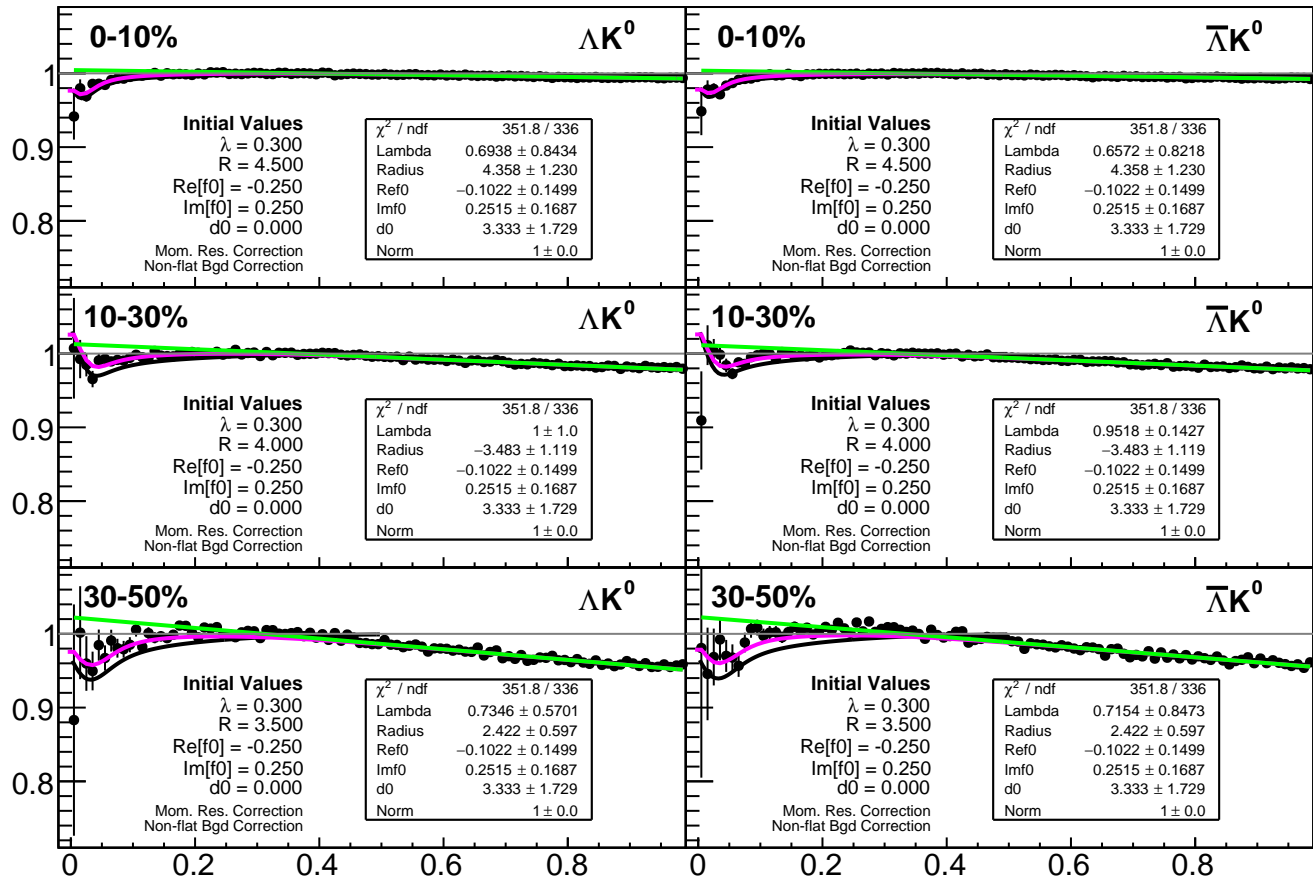 0-10%
ΛK⁰
1
0.9
0.8
Initial Values
λ = 0.300
R = 4.500
Re[f0] = -0.250
Im[f0] = 0.250
d0 = 0.000
Mom. Res. Correction
Non-flat Bgd Correction
χ² / ndf 351.8 / 336
Lambda 0.6938 ± 0.8434
Radius 4.358 ± 1.230
Ref0 −0.1022 ± 0.1499
Imf0 0.2515 ± 0.1687
d0 3.333 ± 1.729
Norm 1 ± 0.0
0-10%
Λ̅K⁰
Initial Values
λ = 0.300
R = 4.500
Re[f0] = -0.250
Im[f0] = 0.250
d0 = 0.000
Mom. Res. Correction
Non-flat Bgd Correction
χ² / ndf 351.8 / 336
Lambda 0.6572 ± 0.8218
Radius 4.358 ± 1.230
Ref0 −0.1022 ± 0.1499
Imf0 0.2515 ± 0.1687
d0 3.333 ± 1.729
Norm 1 ± 0.0
10-30%
ΛK⁰
1
0.9
0.8
Initial Values
λ = 0.300
R = 4.000
Re[f0] = -0.250
Im[f0] = 0.250
d0 = 0.000
Mom. Res. Correction
Non-flat Bgd Correction
χ² / ndf 351.8 / 336
Lambda 1 ± 1.0
Radius −3.483 ± 1.119
Ref0 −0.1022 ± 0.1499
Imf0 0.2515 ± 0.1687
d0 3.333 ± 1.729
Norm 1 ± 0.0
10-30%
Λ̅K⁰
Initial Values
λ = 0.300
R = 4.000
Re[f0] = -0.250
Im[f0] = 0.250
d0 = 0.000
Mom. Res. Correction
Non-flat Bgd Correction
χ² / ndf 351.8 / 336
Lambda 0.9518 ± 0.1427
Radius −3.483 ± 1.119
Ref0 −0.1022 ± 0.1499
Imf0 0.2515 ± 0.1687
d0 3.333 ± 1.729
Norm 1 ± 0.0
30-50%
ΛK⁰
1
0.9
0.8
Initial Values
λ = 0.300
R = 3.500
Re[f0] = -0.250
Im[f0] = 0.250
d0 = 0.000
Mom. Res. Correction
Non-flat Bgd Correction
χ² / ndf 351.8 / 336
Lambda 0.7346 ± 0.5701
Radius 2.422 ± 0.597
Ref0 −0.1022 ± 0.1499
Imf0 0.2515 ± 0.1687
d0 3.333 ± 1.729
Norm 1 ± 0.0
30-50%
Λ̅K⁰
Initial Values
λ = 0.300
R = 3.500
Re[f0] = -0.250
Im[f0] = 0.250
d0 = 0.000
Mom. Res. Correction
Non-flat Bgd Correction
χ² / ndf 351.8 / 336
Lambda 0.7154 ± 0.8473
Radius 2.422 ± 0.597
Ref0 −0.1022 ± 0.1499
Imf0 0.2515 ± 0.1687
d0 3.333 ± 1.729
Norm 1 ± 0.0
0 0.2 0.4 0.6 0.8
0 0.2 0.4 0.6 0.8